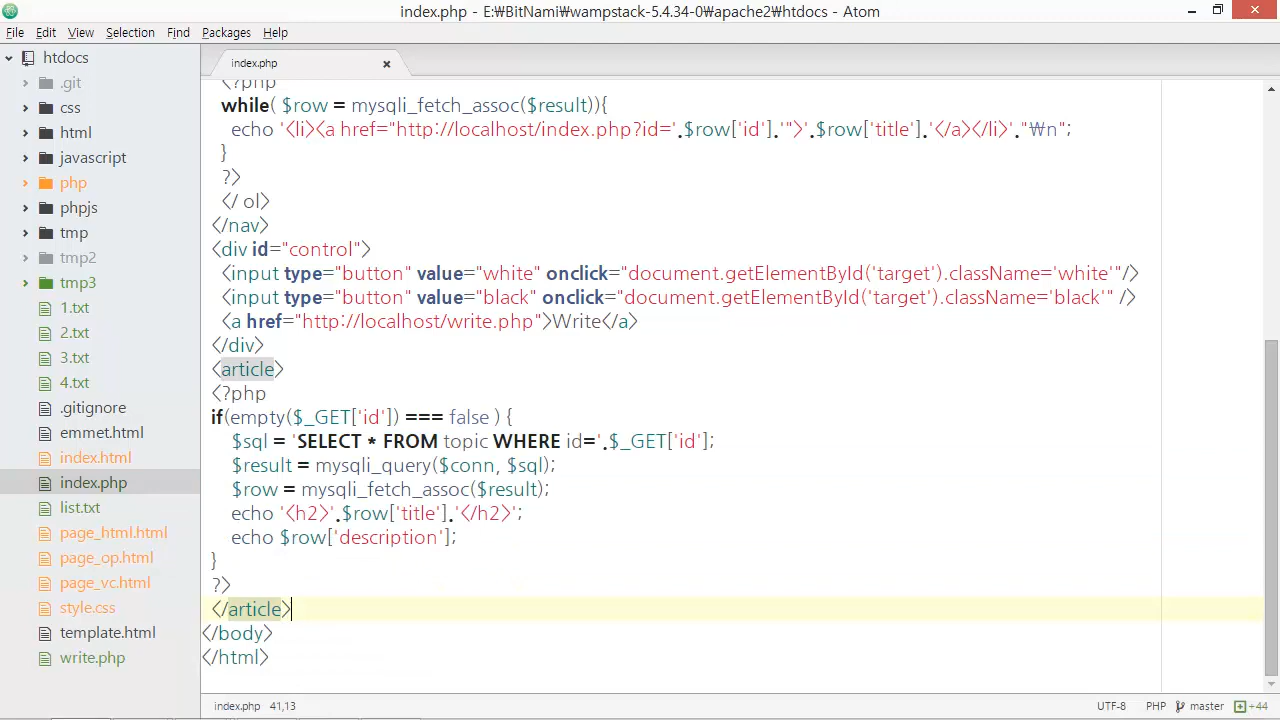 index.php - E:₩BitNami₩wampstack-5.4.34-0₩apache2₩htdocs - Atom
File Edit View Selection Find Packages Help
htdocs
.git
css
html
javascript
php
phpjs
tmp
tmp2
tmp3
1.txt
2.txt
3.txt
4.txt
.gitignore
emmet.html
index.html
index.php
list.txt
page_html.html
page_op.html
page_vc.html
style.css
template.html
write.php
index.php
<?php
while( $row = mysqli_fetch_assoc($result)){
echo '<li><a href="http://localhost/index.php?id='.$row['id'].'">'.$row['title'].'</a></li>'."₩n";
}
?>
</ ol>
</nav>
<div id="control">
<input type="button" value="white" onclick="document.getElementById('target').className='white'"/>
<input type="button" value="black" onclick="document.getElementById('target').className='black'" />
<a href="http://localhost/write.php">Write</a>
</div>
<article>
<?php
if(empty($_GET['id']) === false ) {
$sql = 'SELECT * FROM topic WHERE id='.$_GET['id'];
$result = mysqli_query($conn, $sql);
$row = mysqli_fetch_assoc($result);
echo '<h2>'.$row['title'].'</h2>';
echo $row['description'];
}
?>
</article>
</body>
</html>
index.php 41,13
UTF-8 PHP master +44